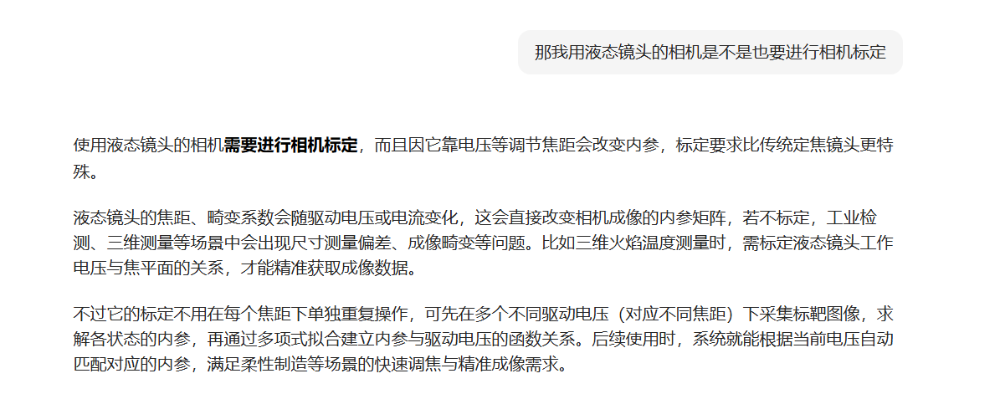 那我用液态镜头的相机是不是也要进行相机标定
使用液态镜头的相机需要进行相机标定，而且因它靠电压等调节焦距会改变内参，标定要求比传统定焦镜头更特
殊。
液态镜头的焦距、畸变系数会随驱动电压或电流变化，这会直接改变相机成像的内参矩阵，若不标定，工业检
测、三维测量等场景中会出现尺寸测量偏差、成像畸变等问题。比如三维火焰温度测量时，需标定液态镜头工作
电压与焦平面的关系，才能精准获取成像数据。
不过它的标定不用在每个焦距下单独重复操作，可先在多个不同驱动电压（对应不同焦距）下采集标靶图像，求
解各状态的内参，再通过多项式拟合建立内参与驱动电压的函数关系。后续使用时，系统就能根据当前电压自动
匹配对应的内参，满足柔性制造等场景的快速调焦与精准成像需求。